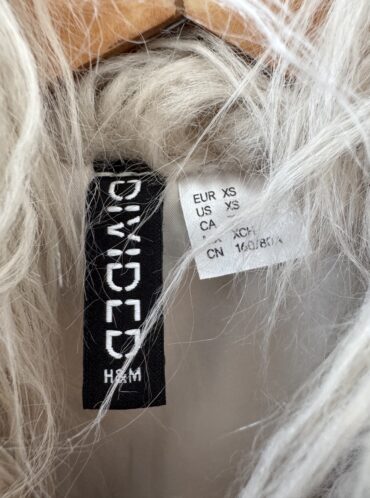 DIVIDED
H&M
EUR XS
US XS
CA
XCH
CN 160/80A